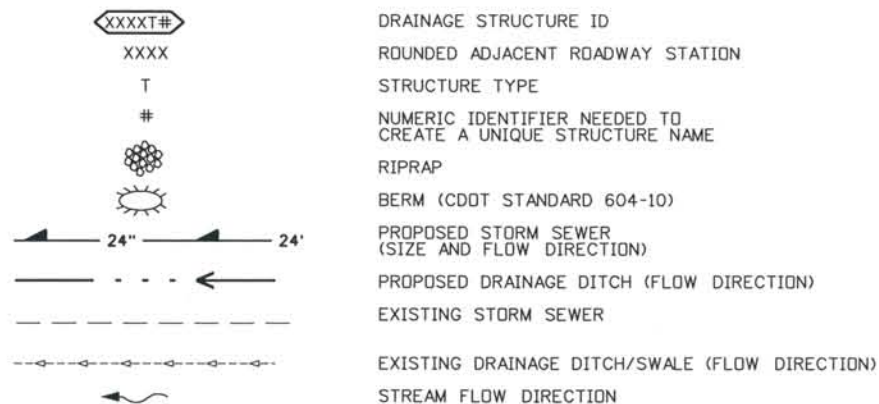 XXXXT# DRAINAGE STRUCTURE ID
XXXX ROUNDED ADJACENT ROADWAY STATION
T STRUCTURE TYPE
# NUMERIC IDENTIFIER NEEDED TO
CREATE A UNIQUE STRUCTURE NAME
RIPRAP
BERM (CDOT STANDARD 604-10)
24" 24' PROPOSED STORM SEWER
(SIZE AND FLOW DIRECTION)
PROPOSED DRAINAGE DITCH (FLOW DIRECTION)
EXISTING STORM SEWER
EXISTING DRAINAGE DITCH/SWALE (FLOW DIRECTION)
STREAM FLOW DIRECTION